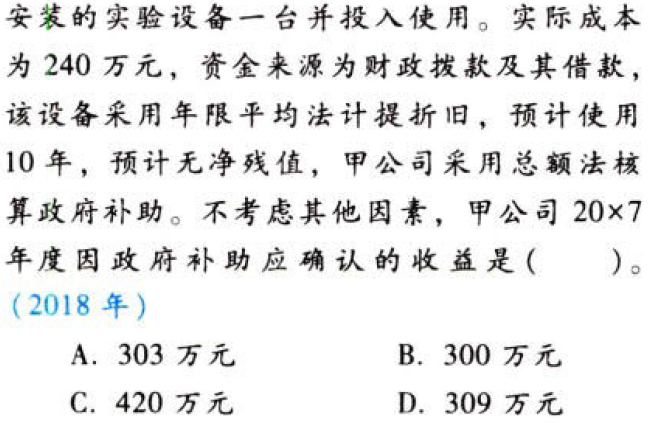 安装的实验设备一台并投入使用。实际成本
为 240 万元，资金来源为财政拨款及其借款，
该设备采用年限平均法计提折旧，预计使用
10 年，预计无净残值，甲公司采用总额法核
算政府补助。不考虑其他因素，甲公司 20×7
年度因政府补助应确认的收益是(　　)。
(2018 年)
A. 303 万元　　B. 300 万元
C. 420 万元　　D. 309 万元